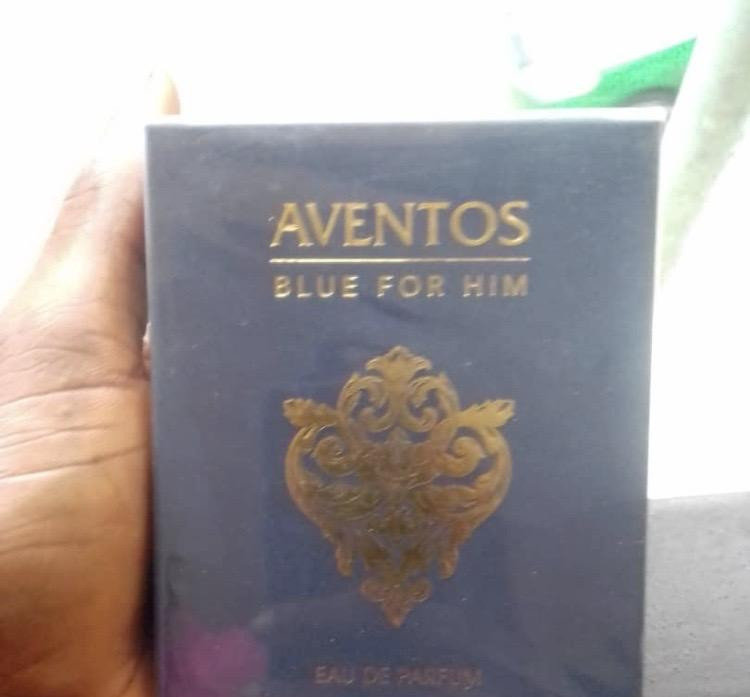 AVENTOS
BLUE FOR HIM
EAU DE PARFUM